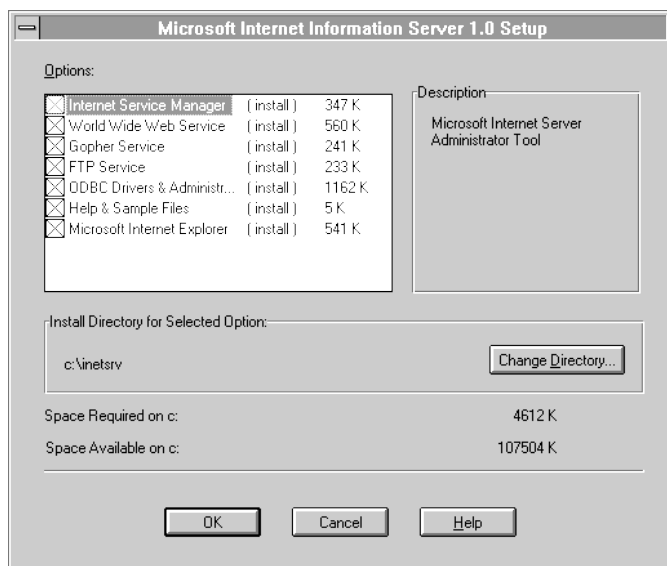 Microsoft Internet Information Server 1.0 Setup
Options:
Internet Service Manager ( install ) 347 K
World Wide Web Service ( install ) 560 K
Gopher Service ( install ) 241 K
FTP Service ( install ) 233 K
ODBC Drivers & Administr... ( install ) 1162 K
Help & Sample Files ( install ) 5 K
Microsoft Internet Explorer ( install ) 541 K
Description
Microsoft Internet Server
Administrator Tool
Install Directory for Selected Option:
c:\inetsrv
Change Directory...
Space Required on c: 4612 K
Space Available on c: 107504 K
OK Cancel Help